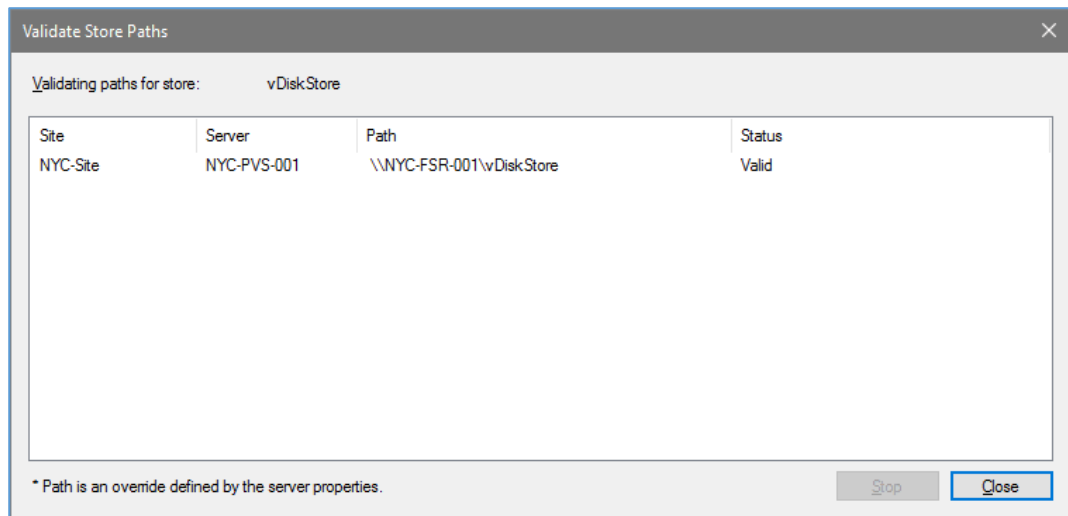 Validate Store Paths
Validating paths for store: vDiskStore
Site Server Path Status
NYC-Site NYC-PVS-001 \\NYC-FSR-001\vDiskStore Valid
* Path is an override defined by the server properties. Stop Close